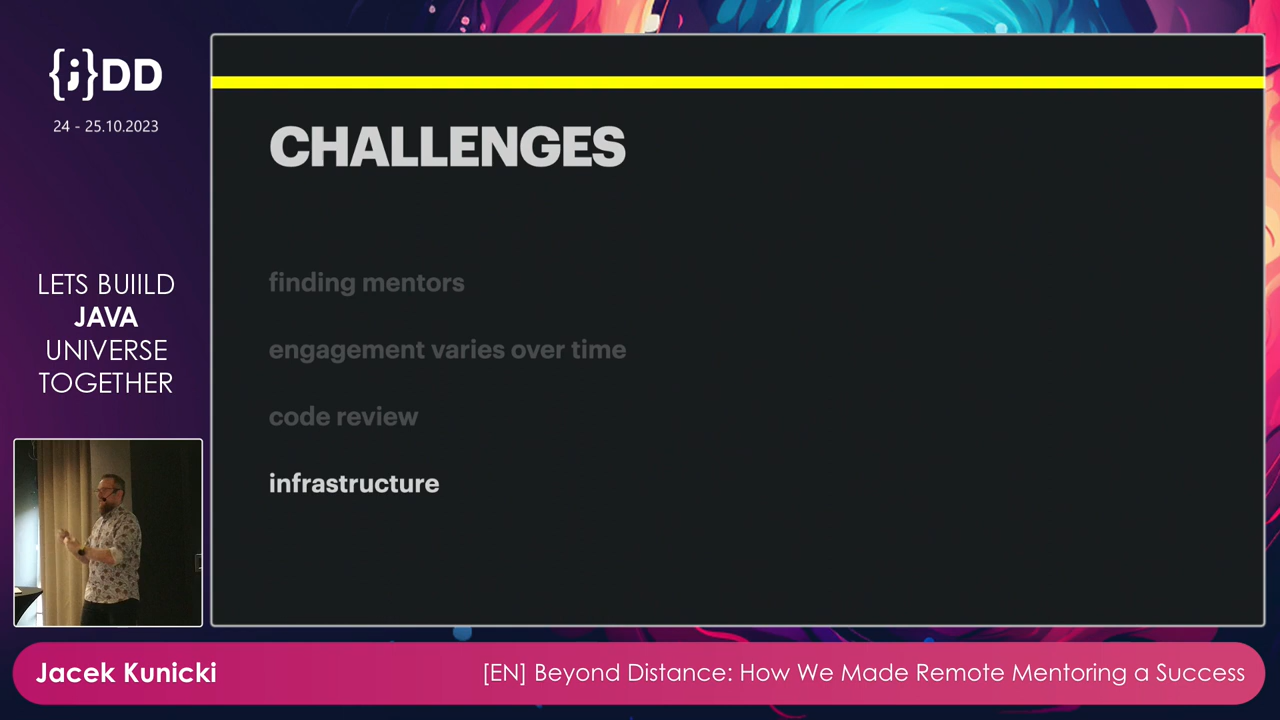 {j}DD
24 - 25.10.2023
LETS BUIILD
JAVA
UNIVERSE
TOGETHER
CHALLENGES
finding mentors
engagement varies over time
code review
infrastructure
Jacek Kunicki
[EN] Beyond Distance: How We Made Remote Mentoring a Success